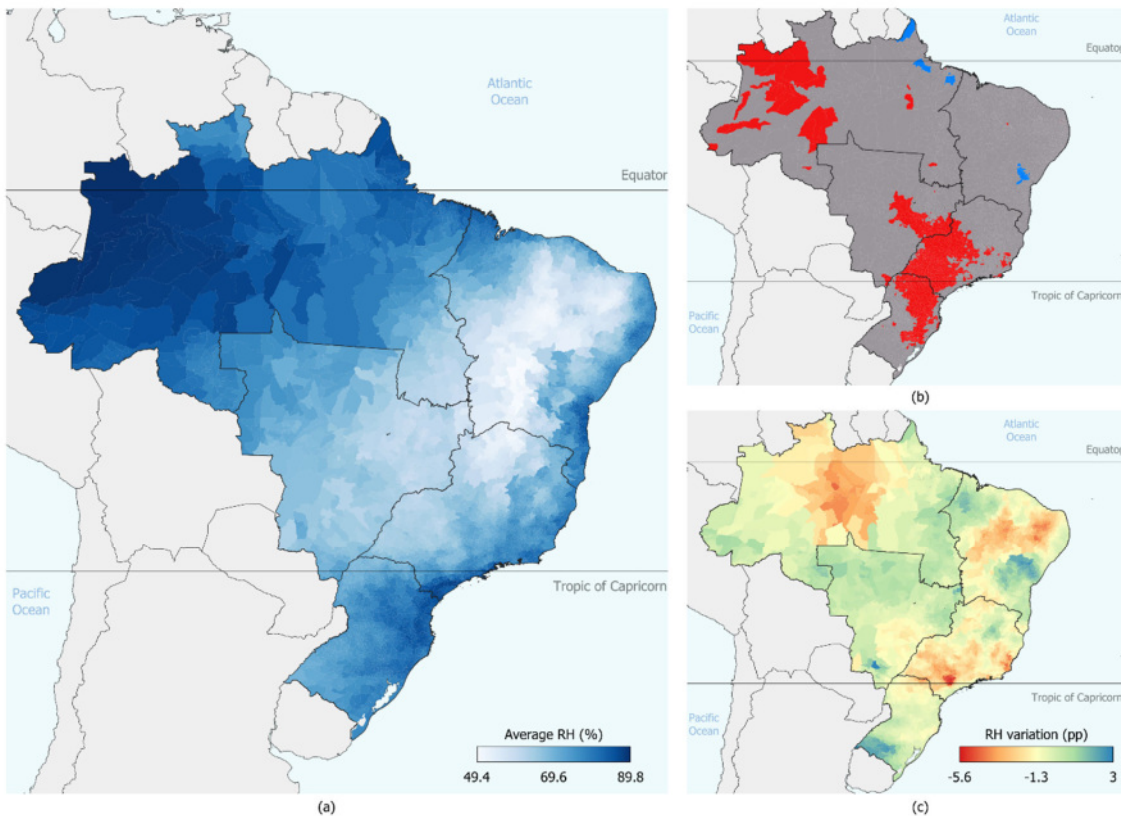 Atlantic
Ocean
Equator
Tropic of Capricorn
Pacific
Ocean
Average RH (%)
49.4 69.6 89.8
(a)
Atlantic
Ocean
Equato
Tropic of Capricorn
Pacific
Ocean
(b)
Atlantic
Ocean
Equato
Tropic of Capricorn
Pacific
Ocean
RH variation (pp)
-5.6 -1.3 3
(c)